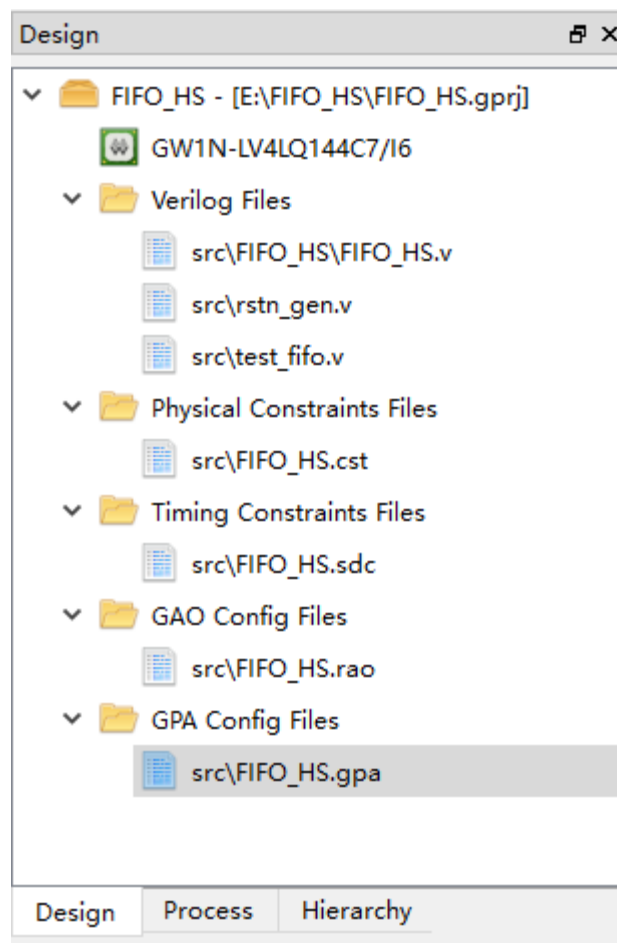 Design
FIFO_HS - [E:\FIFO_HS\FIFO_HS.gprj]
GW1N-LV4LQ144C7/I6
Verilog Files
src\FIFO_HS\FIFO_HS.v
src\rstn_gen.v
src\test_fifo.v
Physical Constraints Files
src\FIFO_HS.cst
Timing Constraints Files
src\FIFO_HS.sdc
GAO Config Files
src\FIFO_HS.rao
GPA Config Files
src\FIFO_HS.gpa
Design Process Hierarchy